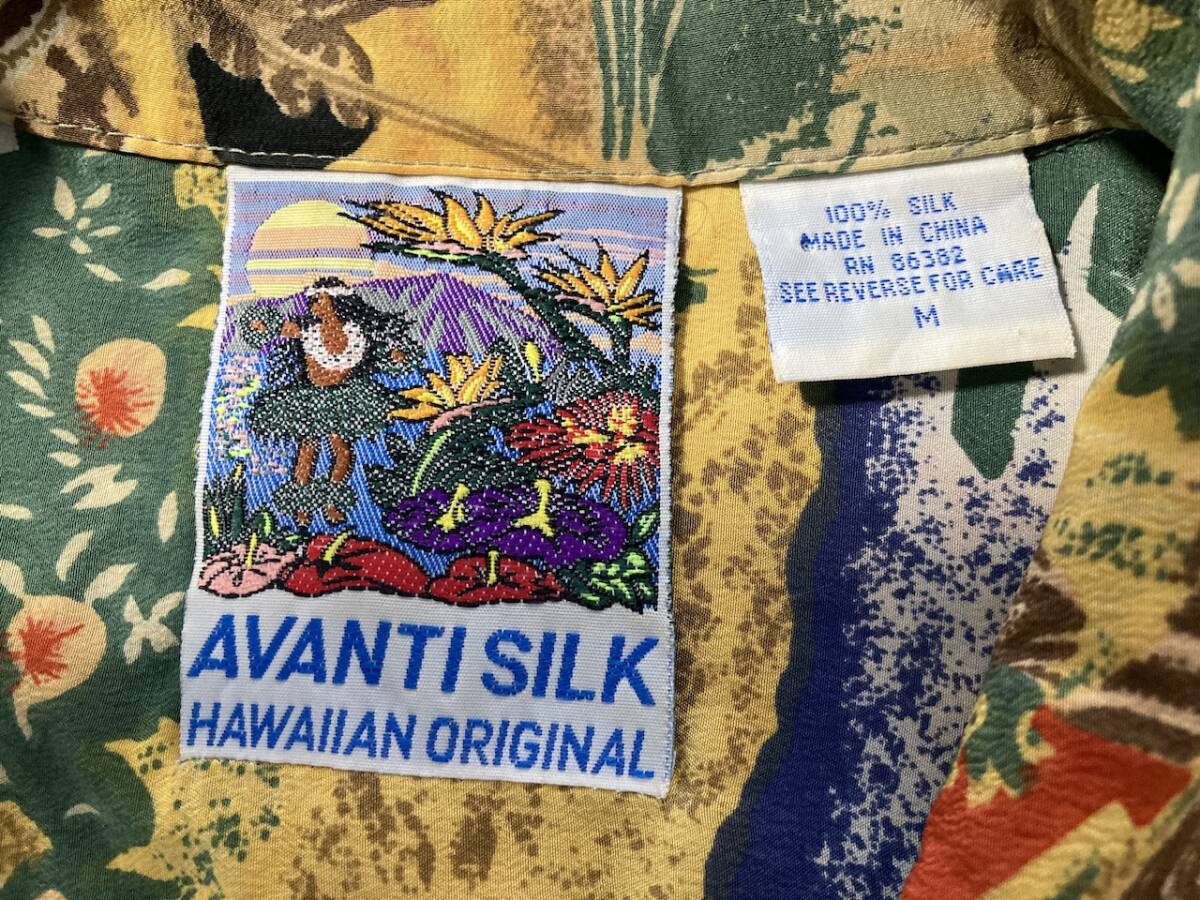 AVANTI SILK
HAWAIIAN ORIGINAL
100% SILK
MADE IN CHINA
RN 86382
SEE REVERSE FOR CARE
M